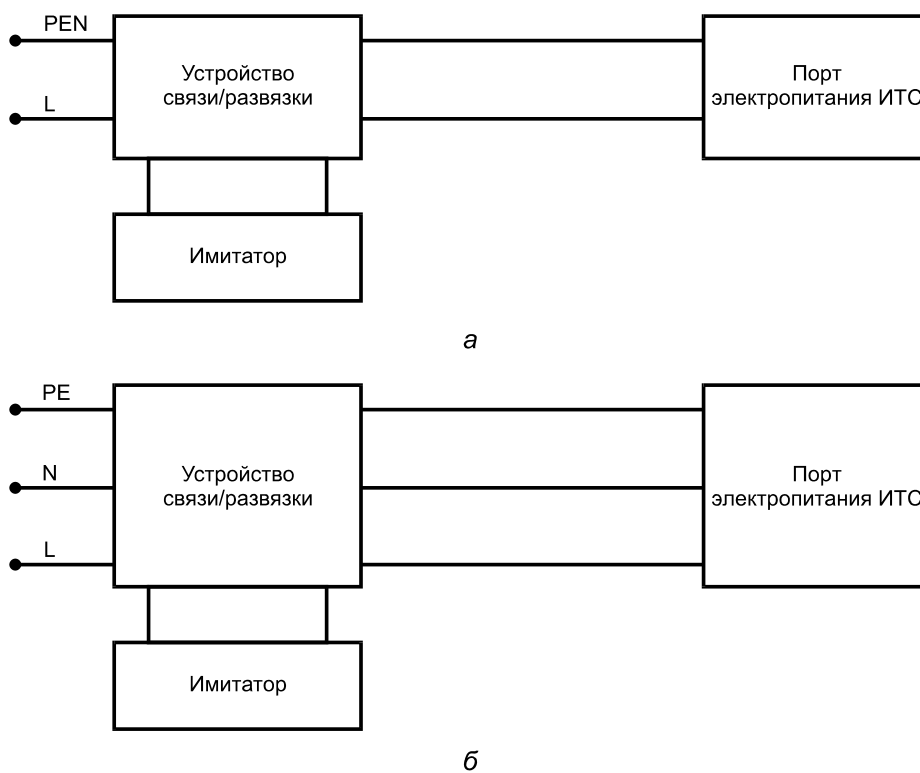 PEN
L
Устройство
связи/развязки
Порт
электропитания ИТС
Имитатор
а
PE
N
L
Устройство
связи/развязки
Порт
электропитания ИТС
Имитатор
б